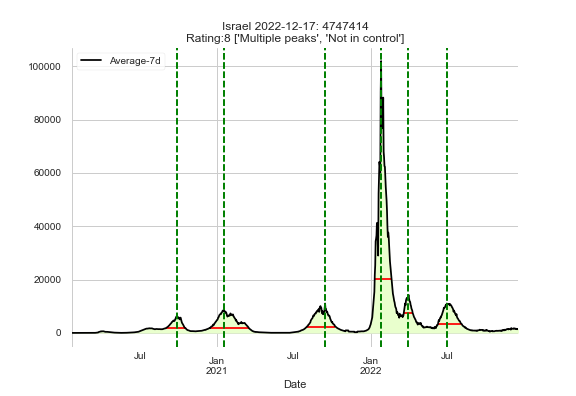 Israel 2022-12-17: 4747414
Rating:8 ['Multiple peaks', 'Not in control']
Average-7d
100000
80000
60000
40000
20000
0
Jul
Jan
2021
Jul
Jan
2022
Jul
Date